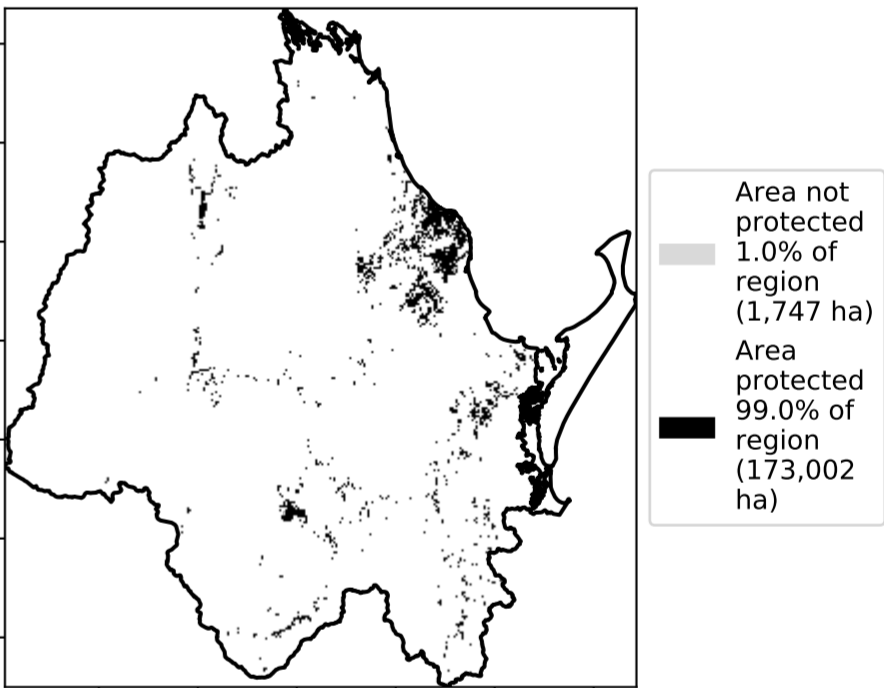 Area not
protected
1.0% of
region
(1,747 ha)
Area
protected
99.0% of
region
(173,002
ha)